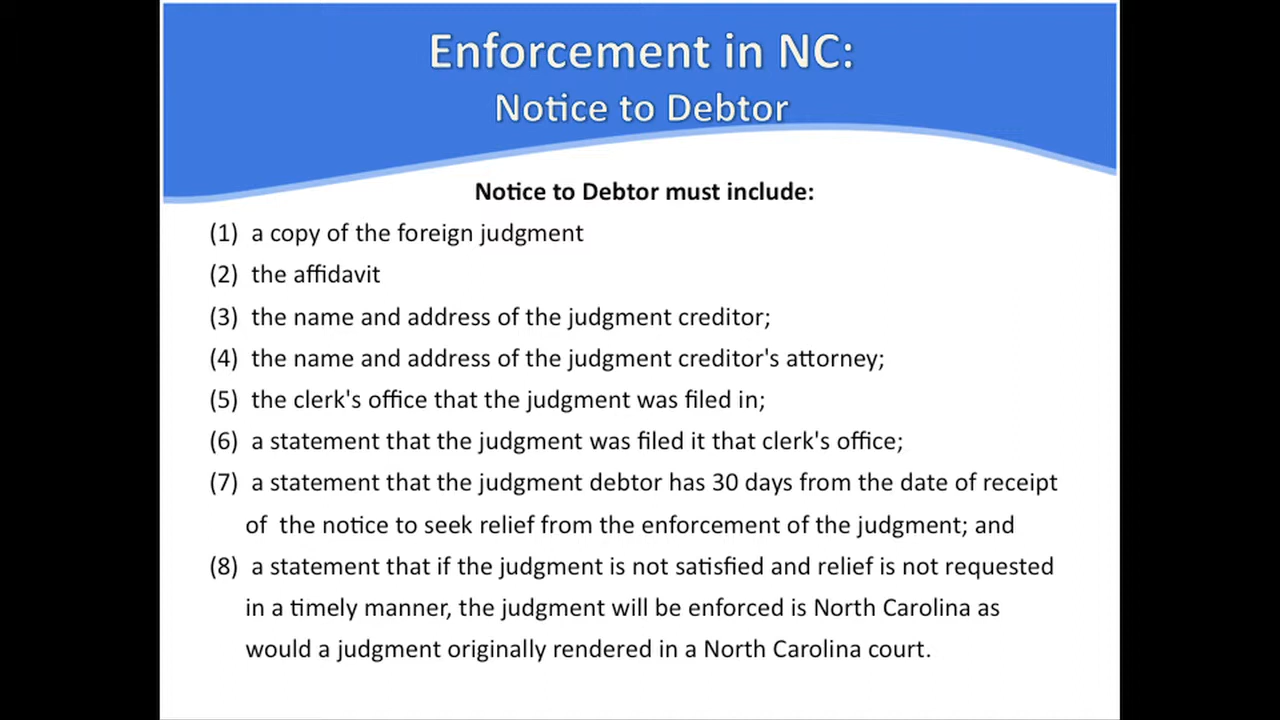 Enforcement in NC:
Notice to Debtor
Notice to Debtor must include:
(1) a copy of the foreign judgment
(2) the affidavit
(3) the name and address of the judgment creditor;
(4) the name and address of the judgment creditor's attorney;
(5) the clerk's office that the judgment was filed in;
(6) a statement that the judgment was filed it that clerk's office;
(7) a statement that the judgment debtor has 30 days from the date of receipt
of the notice to seek relief from the enforcement of the judgment; and
(8) a statement that if the judgment is not satisfied and relief is not requested
in a timely manner, the judgment will be enforced is North Carolina as
would a judgment originally rendered in a North Carolina court.